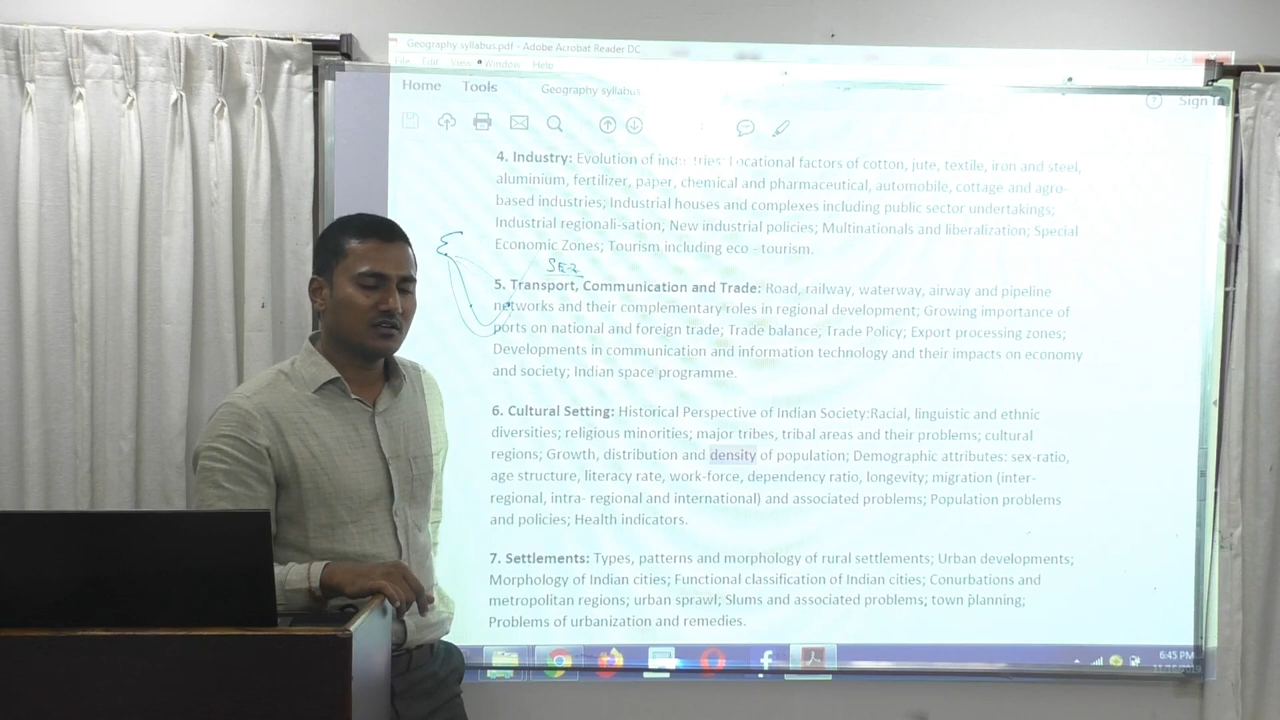 Geography syllabus.pdf - Adobe Acrobat Reader DC
File Edit View Window Help
Home Tools Geography syllabus
Sign In
4. Industry: Evolution of industries: Locational factors of cotton, jute, textile, iron and steel,
aluminium, fertilizer, paper, chemical and pharmaceutical, automobile, cottage and agro-
based industries; Industrial houses and complexes including public sector undertakings;
Industrial regionali-sation; New industrial policies; Multinationals and liberalization; Special
Economic Zones; Tourism including eco - tourism.
SEZ
5. Transport, Communication and Trade: Road, railway, waterway, airway and pipeline
networks and their complementary roles in regional development; Growing importance of
ports on national and foreign trade; Trade balance; Trade Policy; Export processing zones;
Developments in communication and information technology and their impacts on economy
and society; Indian space programme.
6. Cultural Setting: Historical Perspective of Indian Society:Racial, linguistic and ethnic
diversities; religious minorities; major tribes, tribal areas and their problems; cultural
regions; Growth, distribution and density of population; Demographic attributes: sex-ratio,
age structure, literacy rate, work-force, dependency ratio, longevity; migration (inter-
regional, intra- regional and international) and associated problems; Population problems
and policies; Health indicators.
7. Settlements: Types, patterns and morphology of rural settlements; Urban developments;
Morphology of Indian cities; Functional classification of Indian cities; Conurbations and
metropolitan regions; urban sprawl; Slums and associated problems; town planning;
Problems of urbanization and remedies.
6:45 PM